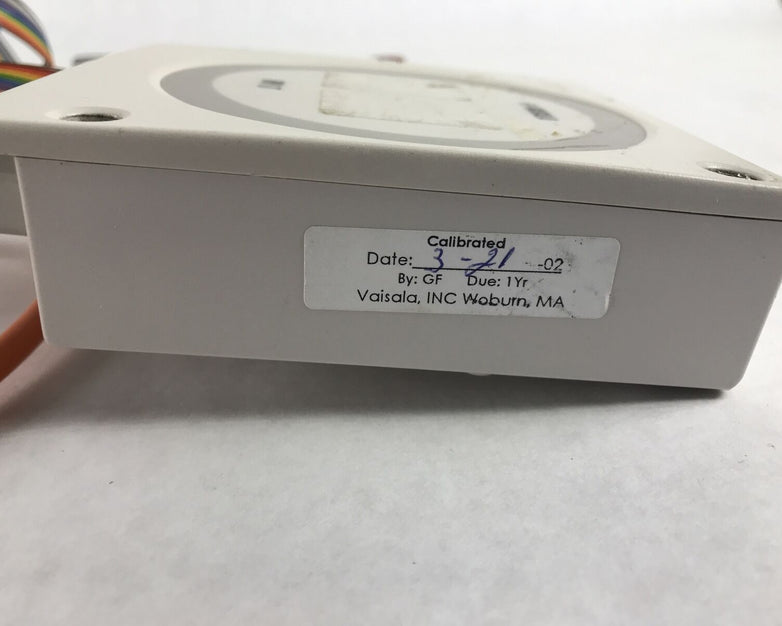 Calibrated
Date: 3-21 -02
By: GF Due: 1Yr
Vaisala, INC Woburn, MA